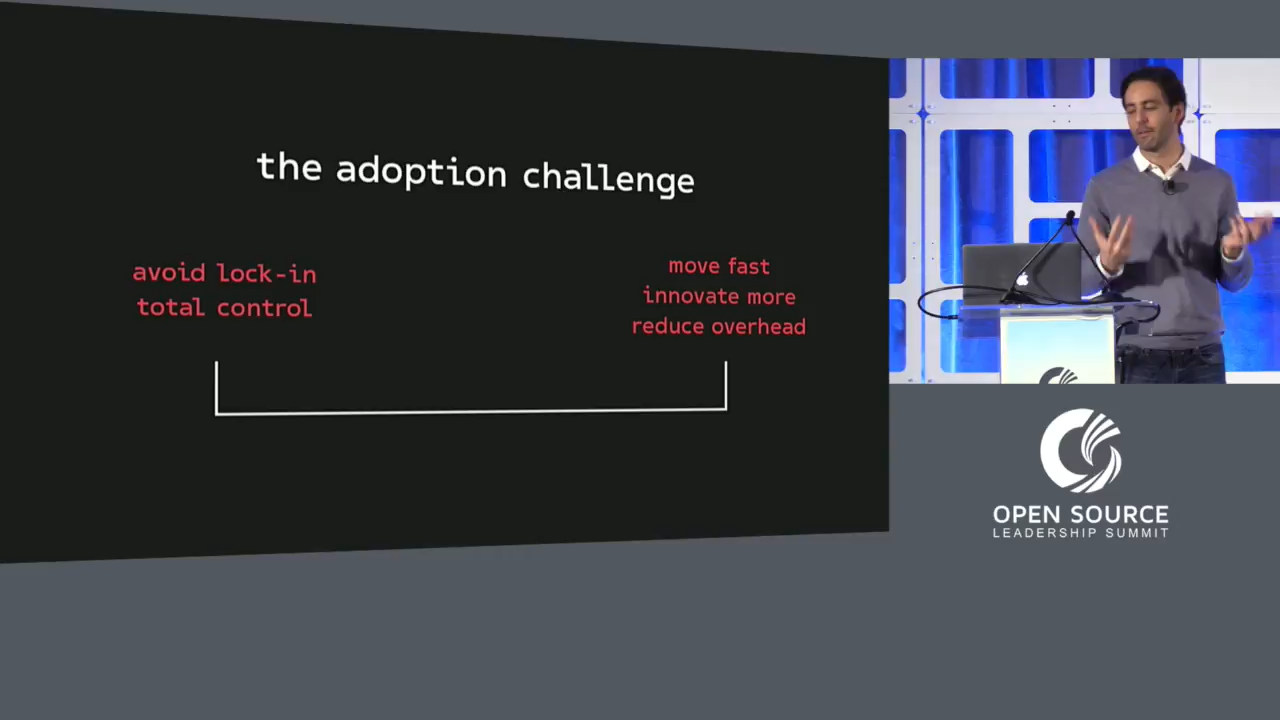 the adoption challenge
avoid lock-in
total control
move fast
innovate more
reduce overhead
OPEN SOURCE
LEADERSHIP SUMMIT